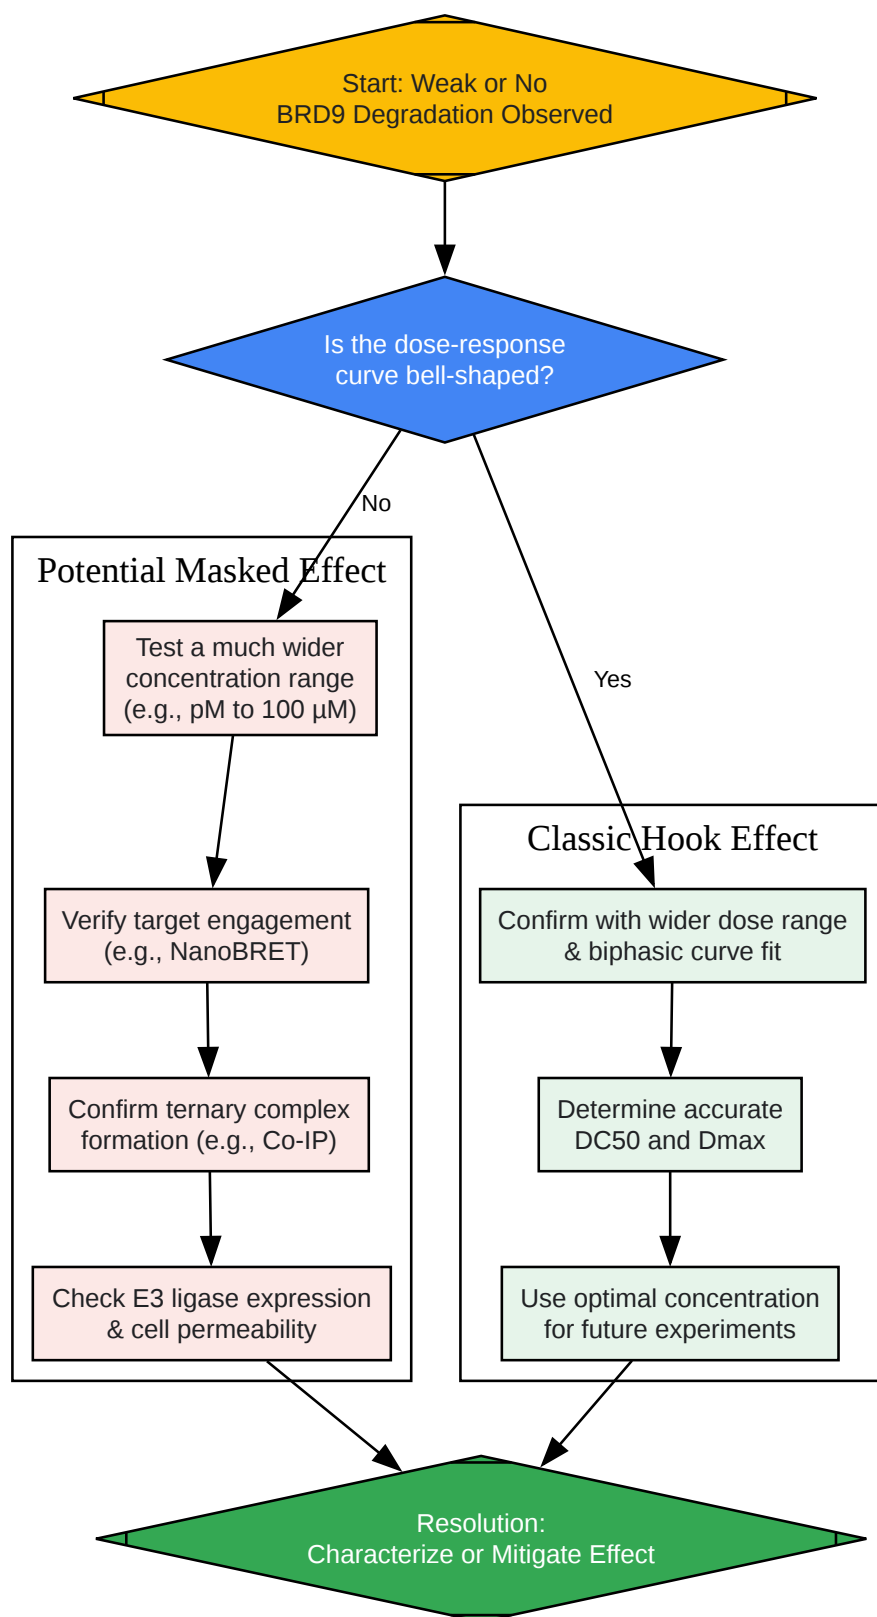 Start: Weak or No
BRD9 Degradation Observed
Is the dose-response
curve bell-shaped?
No
Yes
Potential Masked Effect
Test a much wider
concentration range
(e.g., pM to 100 µM)
Verify target engagement
(e.g., NanoBRET)
Confirm ternary complex
formation (e.g., Co-IP)
Check E3 ligase expression
& cell permeability
Classic Hook Effect
Confirm with wider dose range
& biphasic curve fit
Determine accurate
DC50 and Dmax
Use optimal concentration
for future experiments
Resolution:
Characterize or Mitigate Effect